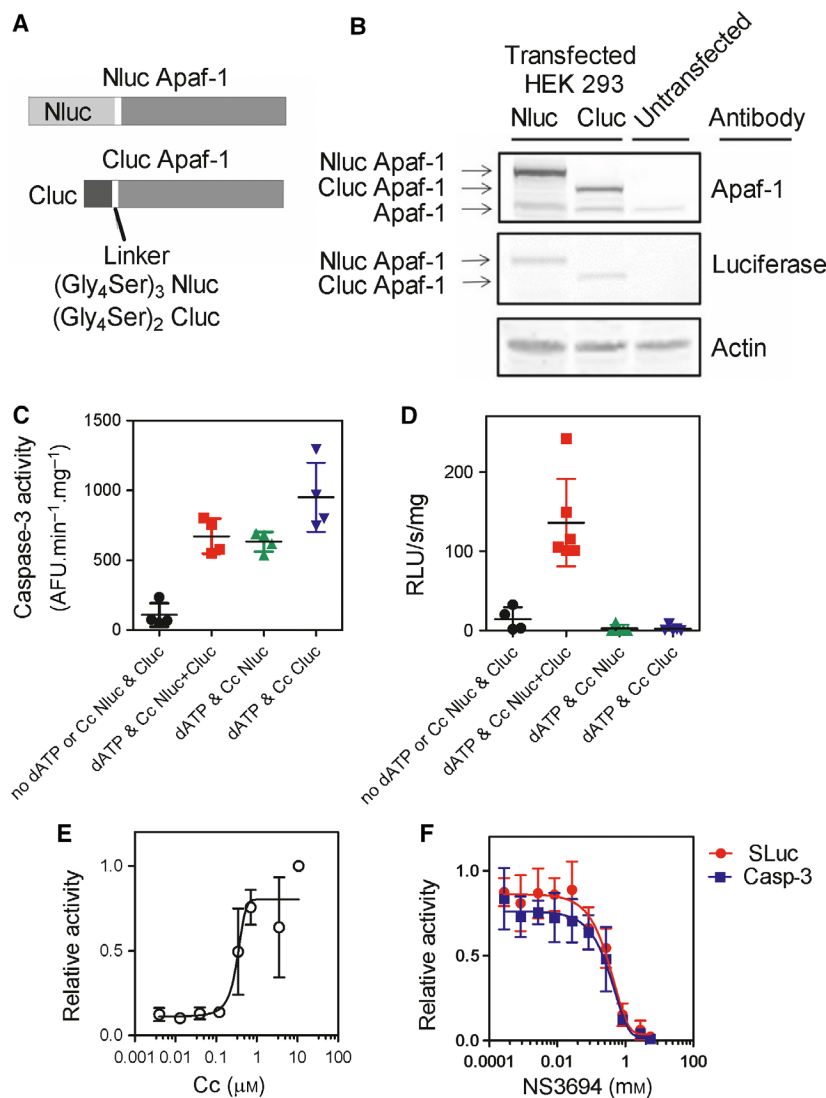 A
Nluc Apaf-1
Nluc
Cluc Apaf-1
Cluc
Linker
(Gly₄Ser)₃ Nluc
(Gly₄Ser)₂ Cluc
B
Transfected
HEK 293
Untransfected
Nluc Cluc
Antibody
Nluc Apaf-1
Cluc Apaf-1
Apaf-1
Apaf-1
Nluc Apaf-1
Cluc Apaf-1
Luciferase
Actin
C
Caspase-3 activity
(AFU.min⁻¹.mg⁻¹)
1500
1000
500
0
no dATP or Cc Nluc & Cluc
dATP & Cc Nluc+Cluc
dATP & Cc Nluc
dATP & Cc Cluc
D
RLU/s/mg
200
150
100
50
0
no dATP or Cc Nluc & Cluc
dATP & Cc Nluc+Cluc
dATP & Cc Nluc
dATP & Cc Cluc
E
Relative activity
1.0
0.5
0.0
0.001 0.01 0.1 1 10 100
Cc (μM)
F
Relative activity
1.0
0.5
0.0
0.0001 0.01 1 100
NS3694 (mM)
SLuc
Casp-3